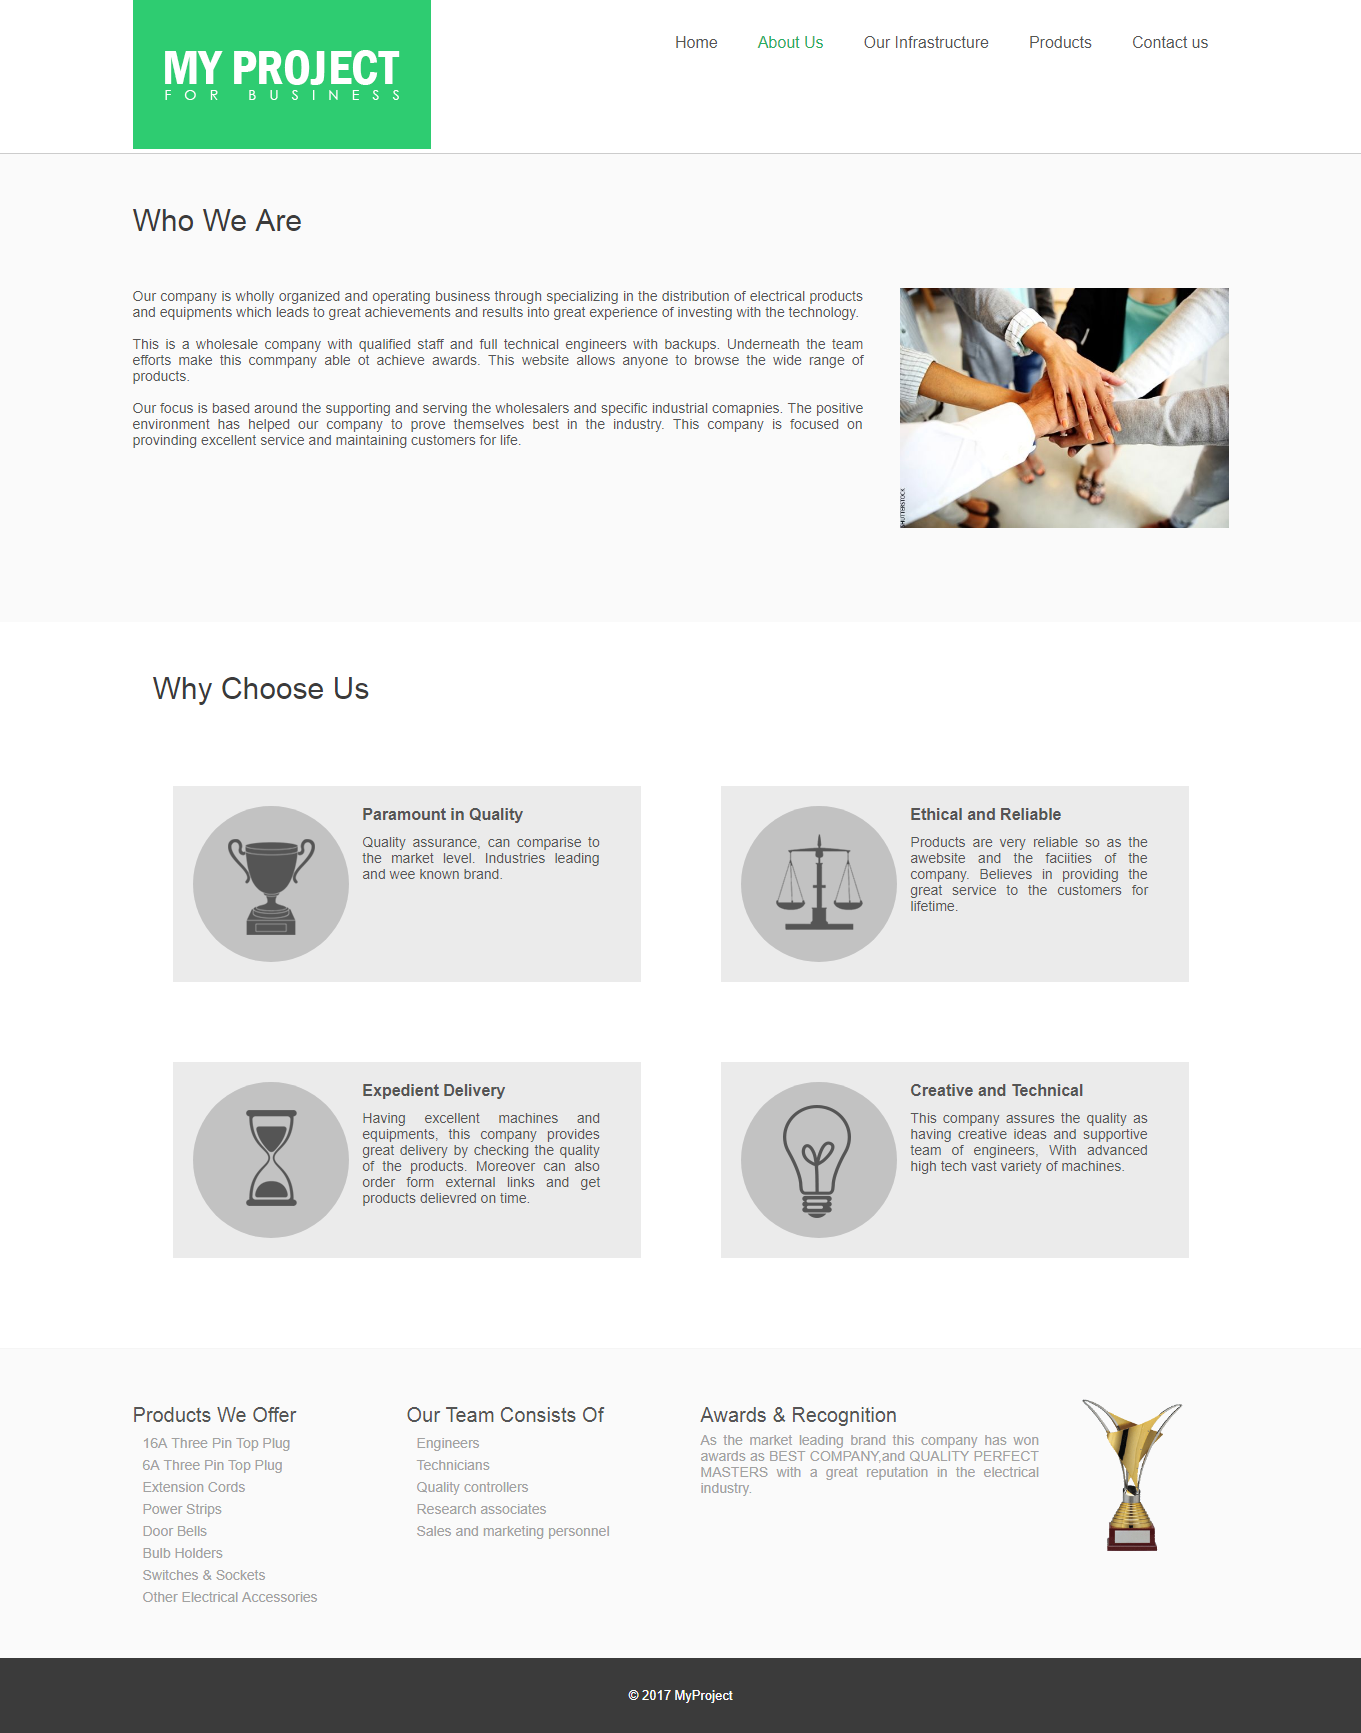 MY PROJECT
FOR BUSINESS
Home About Us Our Infrastructure Products Contact us
Who We Are
Our company is wholly organized and operating business through specializing in the distribution of electrical products
and equipments which leads to great achievements and results into great experience of investing with the technology.
This is a wholesale company with qualified staff and full technical engineers with backups. Underneath the team
efforts make this commpany able ot achieve awards. This website allows anyone to browse the wide range of
products.
Our focus is based around the supporting and serving the wholesalers and specific industrial comapnies. The positive
environment has helped our company to prove themselves best in the industry. This company is focused on
provinding excellent service and maintaining customers for life.
SHUTTERSTOCK
Why Choose Us
Paramount in Quality
Quality assurance, can comparise to
the market level. Industries leading
and wee known brand.
Ethical and Reliable
Products are very reliable so as the
awebsite and the faciities of the
company. Believes in providing the
great service to the customers for
lifetime.
Expedient Delivery
Having excellent machines and
equipments, this company provides
great delivery by checking the quality
of the products. Moreover can also
order form external links and get
products delievred on time.
Creative and Technical
This company assures the quality as
having creative ideas and supportive
team of engineers, With advanced
high tech vast variety of machines.
Products We Offer
16A Three Pin Top Plug
6A Three Pin Top Plug
Extension Cords
Power Strips
Door Bells
Bulb Holders
Switches & Sockets
Other Electrical Accessories
Our Team Consists Of
Engineers
Technicians
Quality controllers
Research associates
Sales and marketing personnel
Awards & Recognition
As the market leading brand this company has won
awards as BEST COMPANY,and QUALITY PERFECT
MASTERS with a great reputation in the electrical
industry.
© 2017 MyProject